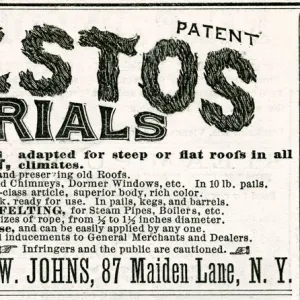 STOS
PATENT
RIALS
adapted for steep or flat roofs in all
climates.
and preserving old Roofs.
d Chimneys, Dormer Windows, etc. In 10 lb. pails.
-class article, superior body, rich color.
k, ready for use. In pails, kegs, and barrels.
FELTING, for Steam Pipes, Boilers, etc.
izes of rope, from ¼ to 1½ inches diameter.
se, and can be easily applied by any one.
l inducements to General Merchants and Dealers.
Infringers and the public are cautioned.
W. JOHNS, 87 Maiden Lane, N. Y.